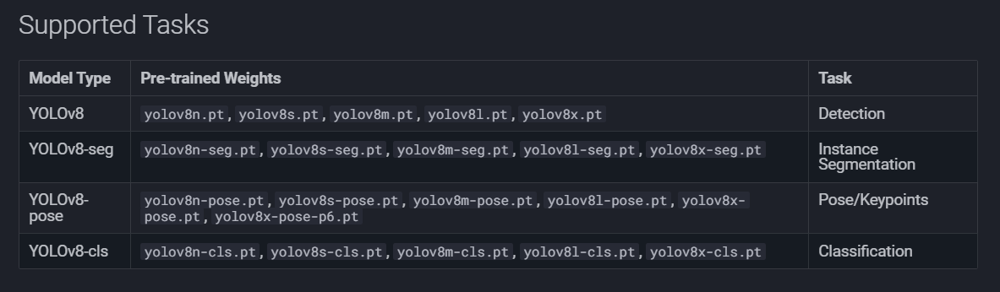 Supported Tasks
Model Type Pre-trained Weights Task
YOLOv8 yolov8n.pt, yolov8s.pt, yolov8m.pt, yolov8l.pt, yolov8x.pt Detection
YOLOv8-seg yolov8n-seg.pt, yolov8s-seg.pt, yolov8m-seg.pt, yolov8l-seg.pt, yolov8x-seg.pt Instance
Segmentation
YOLOv8- yolov8n-pose.pt, yolov8s-pose.pt, yolov8m-pose.pt, yolov8l-pose.pt, yolov8x- Pose/Keypoints
pose pose.pt, yolov8x-pose-p6.pt
YOLOv8-cls yolov8n-cls.pt, yolov8s-cls.pt, yolov8m-cls.pt, yolov8l-cls.pt, yolov8x-cls.pt Classification